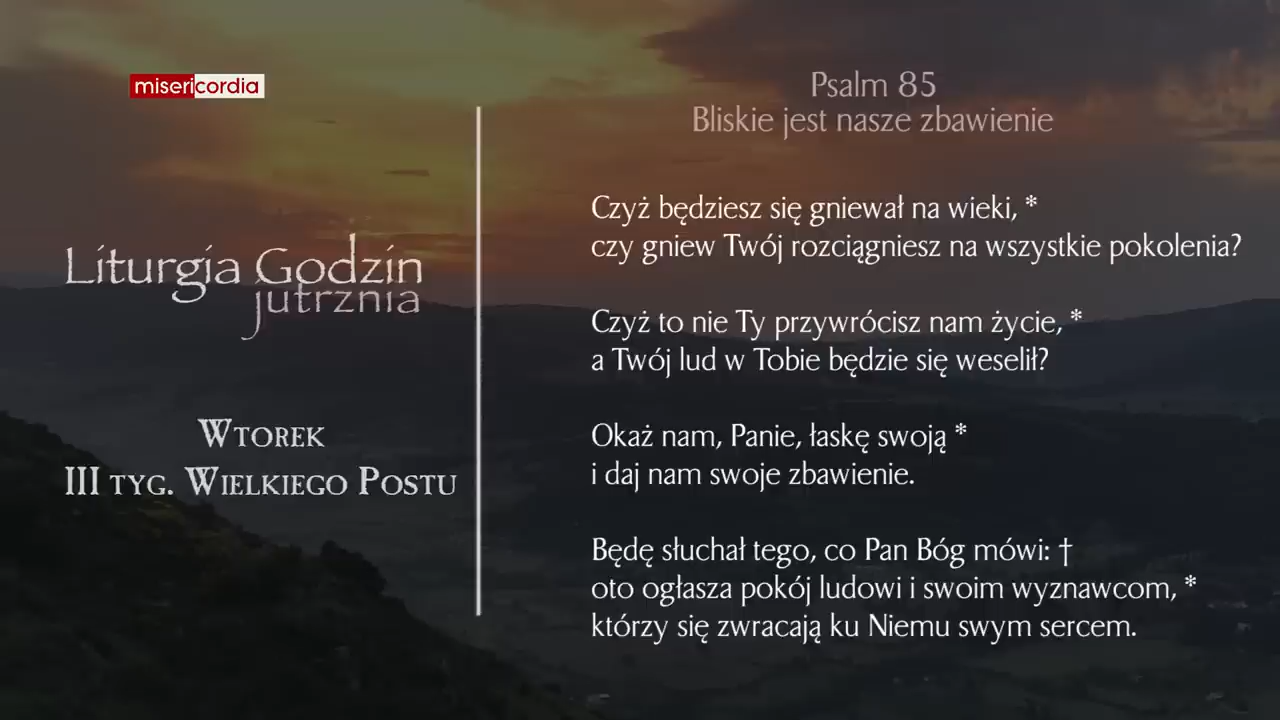 misericordia
Liturgia Godzin
jutrznia
Wtorek
III tyg. Wielkiego Postu
Psalm 85
Bliskie jest nasze zbawienie
Czyż będziesz się gniewał na wieki, *
czy gniew Twój rozciągniesz na wszystkie pokolenia?
Czyż to nie Ty przywrócisz nam życie, *
a Twój lud w Tobie będzie się weselił?
Okaż nam, Panie, łaskę swoją *
i daj nam swoje zbawienie.
Będę słuchał tego, co Pan Bóg mówi: †
oto ogłasza pokój ludowi i swoim wyznawcom, *
którzy się zwracają ku Niemu swym sercem.